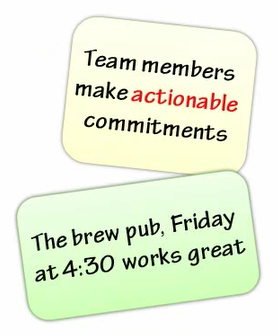 Team members
make actionable
commitments
The brew pub, Friday
at 4:30 works great